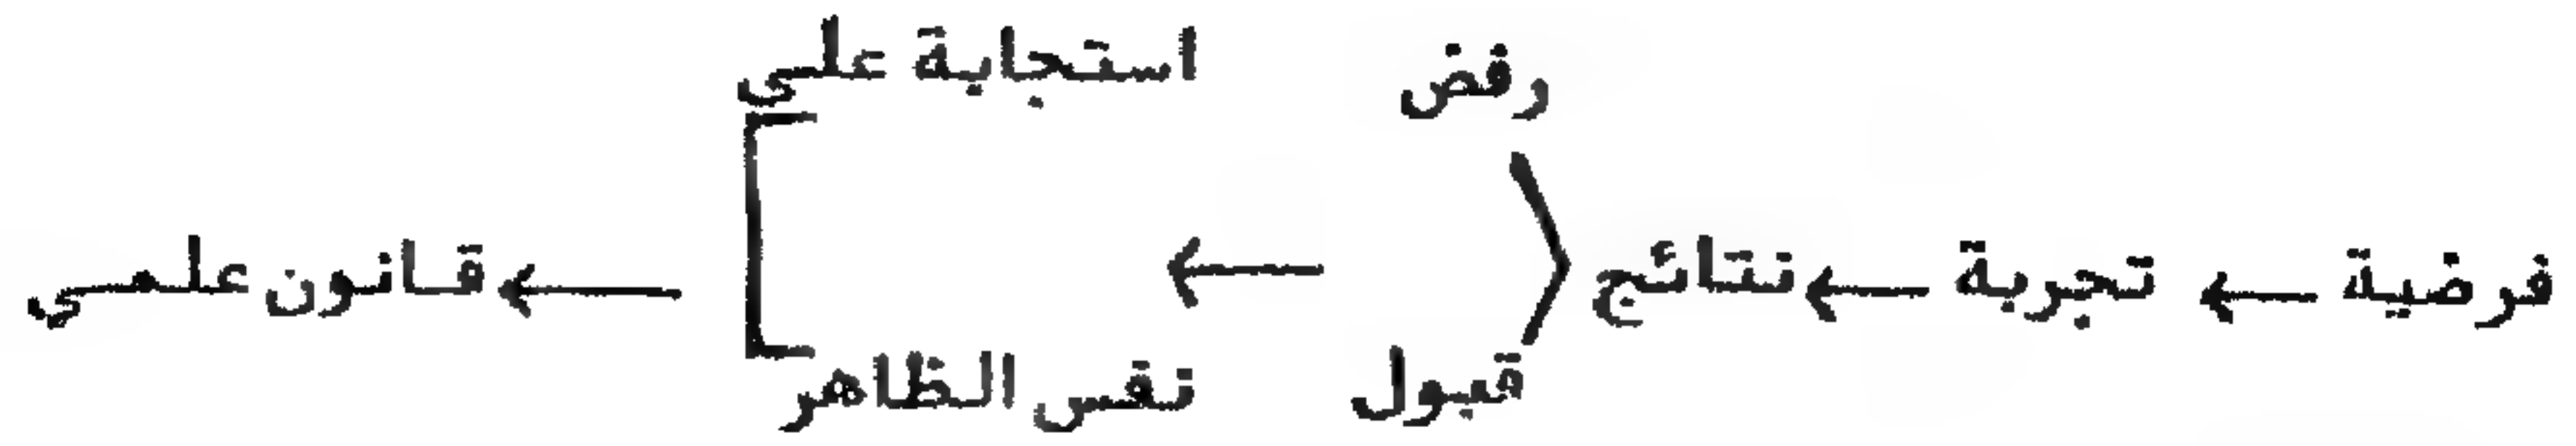 رفض استجابة على
فرضية ← تجربة ← نتائج ← ← قانون علمي
قبول نفس الظاهر